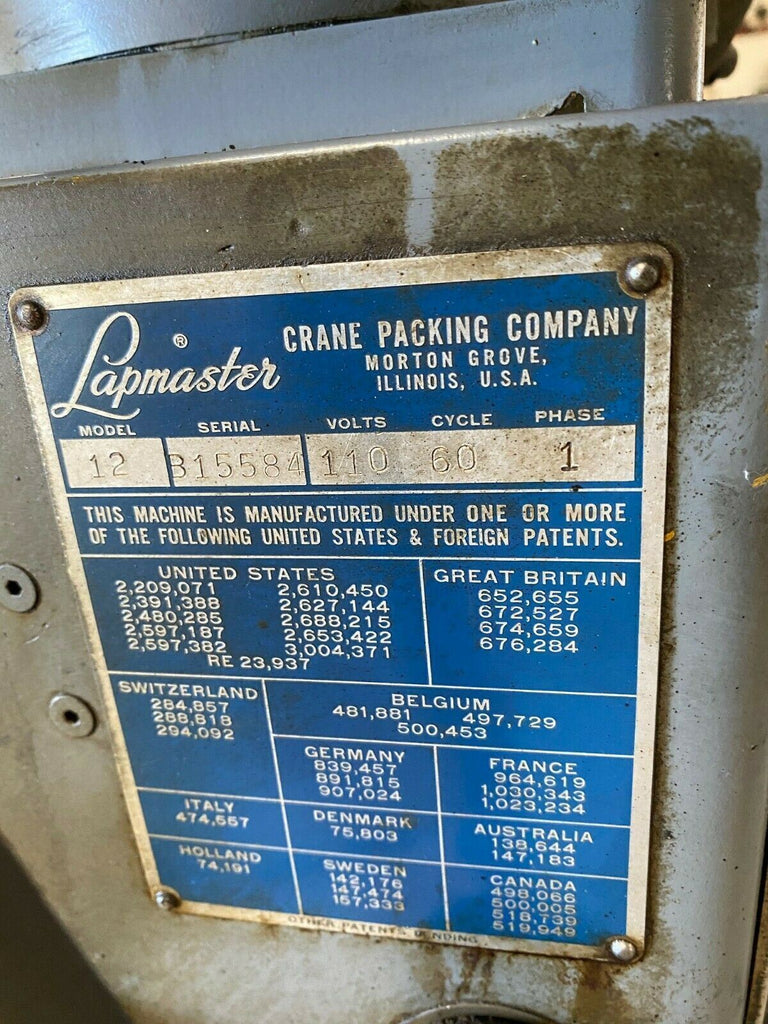 Lapmaster ®
CRANE PACKING COMPANY
MORTON GROVE,
ILLINOIS, U.S.A.
MODEL SERIAL VOLTS CYCLE PHASE
12 B15584 110 60 1
THIS MACHINE IS MANUFACTURED UNDER ONE OR MORE
OF THE FOLLOWING UNITED STATES & FOREIGN PATENTS.
UNITED STATES
2,209,071 2,610,450
2,391,388 2,627,144
2,480,285 2,688,215
2,597,187 2,653,422
2,597,382 3,004,371
RE 23,937
GREAT BRITAIN
652,655
672,527
674,659
676,284
SWITZERLAND
284,857
288,818
294,092
BELGIUM
481,881 497,729
500,453
GERMANY
839,457
891,815
907,024
FRANCE
964,619
1,030,343
1,023,234
ITALY
474,557
DENMARK
75,803
AUSTRALIA
138,644
147,183
HOLLAND
74,191
SWEDEN
142,176
147,474
157,333
CANADA
498,066
500,005
518,739
519,949
OTHER PATENTS PENDING